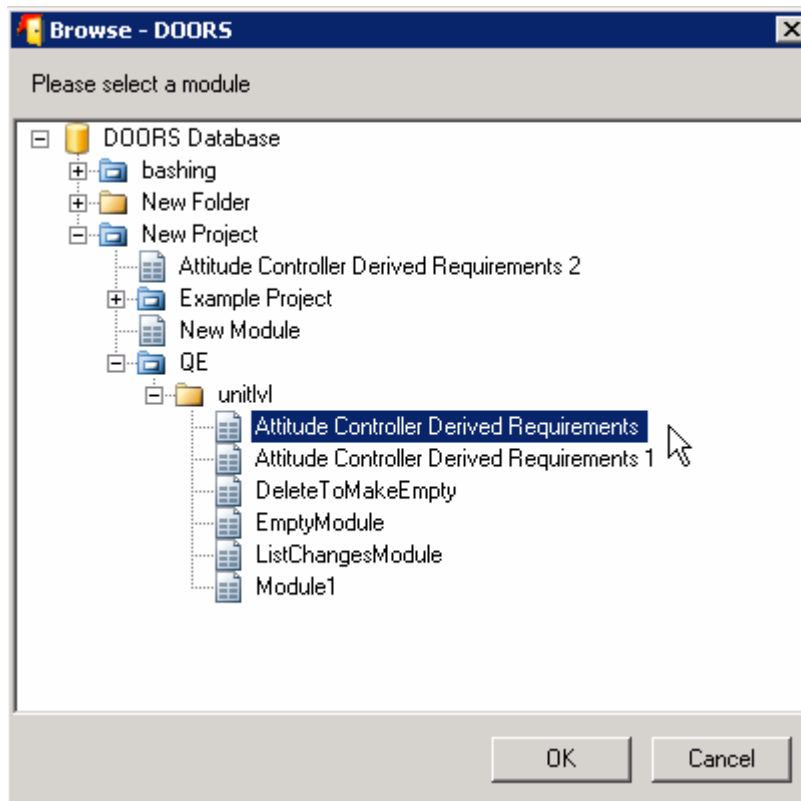 Browse - DOORS
Please select a module
DOORS Database
bashing
New Folder
New Project
Attitude Controller Derived Requirements 2
Example Project
New Module
QE
unitlvl
Attitude Controller Derived Requirements
Attitude Controller Derived Requirements 1
DeleteToMakeEmpty
EmptyModule
ListChangesModule
Module1
OK Cancel